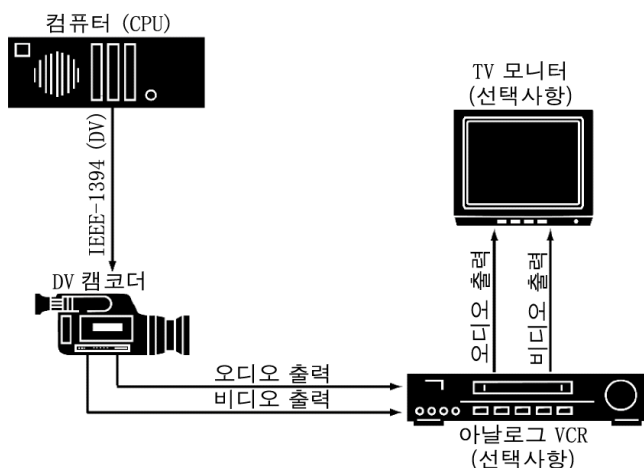 컴퓨터 (CPU)
TV 모니터
(선택사항)
IEEE-1394 (DV)
DV 캠코더
오디오 출력
비디오 출력
오디오 출력
비디오 출력
아날로그 VCR
(선택사항)